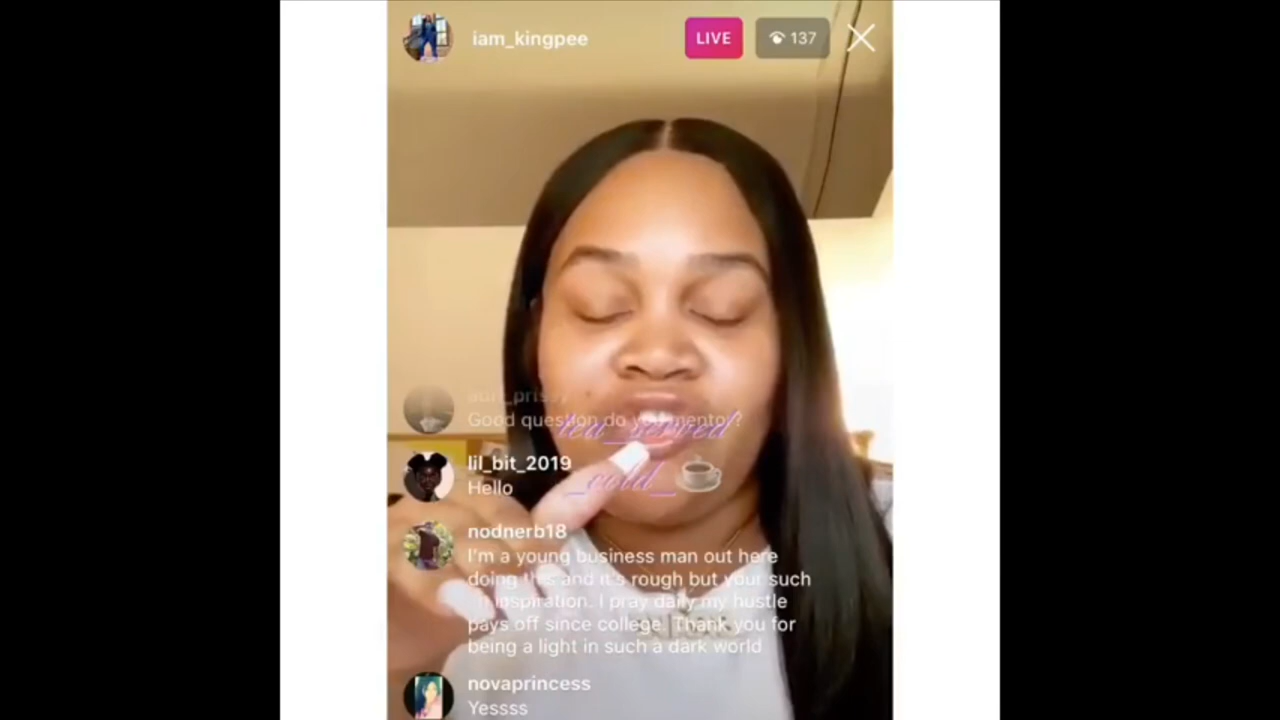 iam_kingpee
LIVE
137
Good question do you mentor?
tea_served
_cold_
lil_bit_2019
Hello
nodnerb18
I'm a young business man out here
doing this and it's rough but your such
an inspiration. I pray daily my hustle
pays off since college. Thank you for
being a light in such a dark world
novaprincess
Yessss